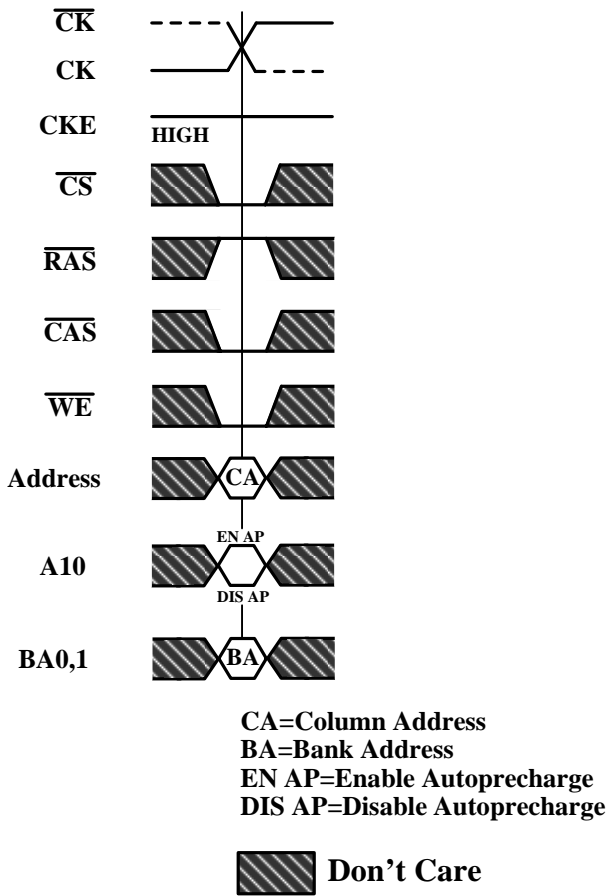 CK
CK
CKE
HIGH
CS
RAS
CAS
WE
Address
CA
EN AP
A10
DIS AP
BA0,1
BA
CA=Column Address
BA=Bank Address
EN AP=Enable Autoprecharge
DIS AP=Disable Autoprecharge
Don't Care